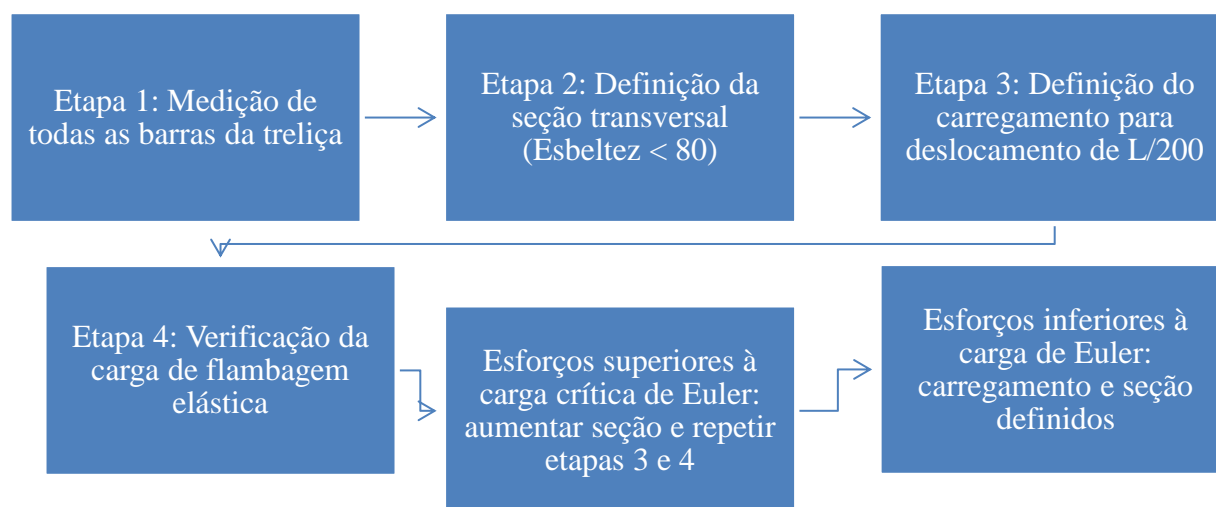 Etapa 1: Medição de
todas as barras da treliça
Etapa 2: Definição da
seção transversal
(Esbeltez < 80)
Etapa 3: Definição do
carregamento para
deslocamento de L/200
Etapa 4: Verificação da
carga de flambagem
elástica
Esforços superiores à
carga crítica de Euler:
aumentar seção e repetir
etapas 3 e 4
Esforços inferiores à
carga de Euler:
carregamento e seção
definidos